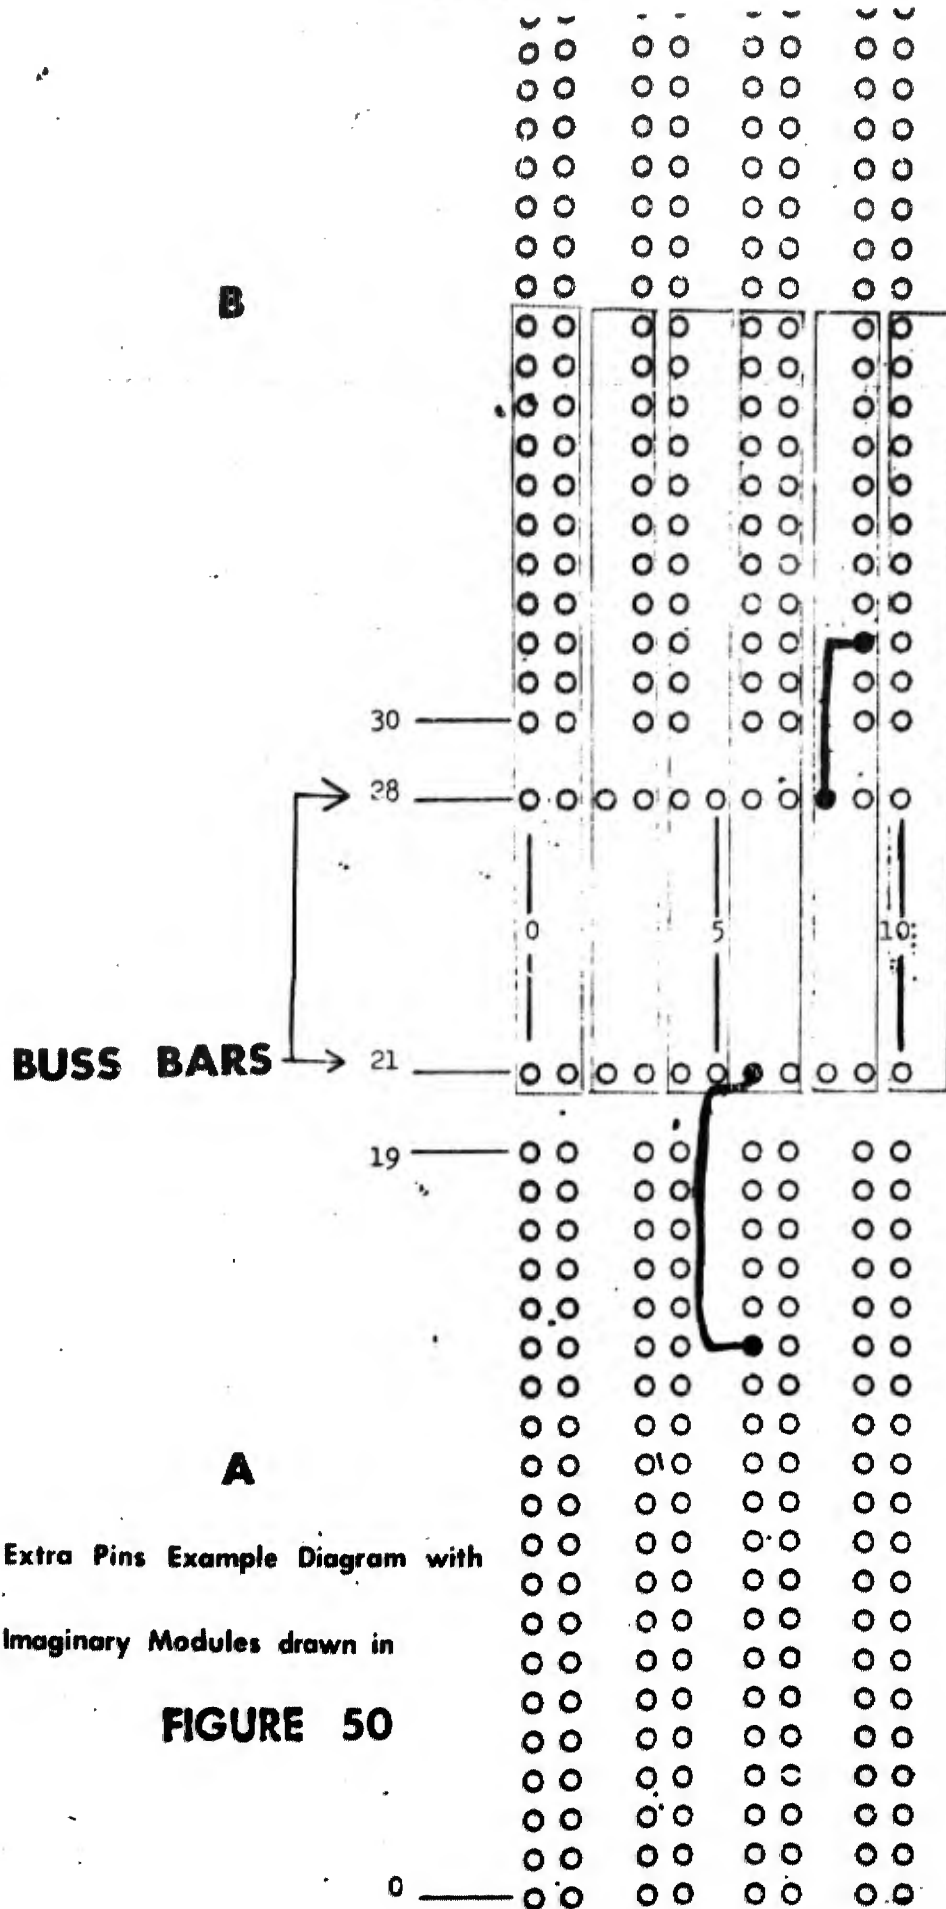 B
30
28
0 5 10
BUSS BARS 21
19
A
Extra Pins Example Diagram with
Imaginary Modules drawn in
FIGURE 50
0